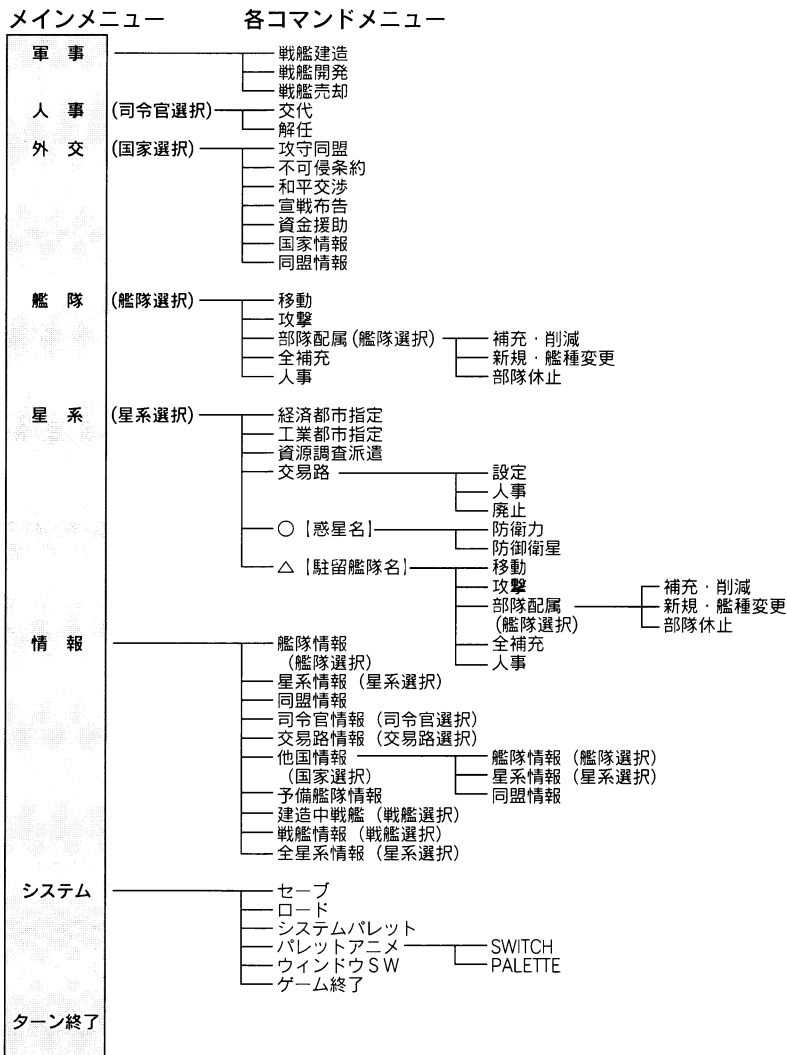 メインメニュー　各コマンドメニュー
軍　事　戦艦建造
戦艦開発
戦艦売却
人　事　(司令官選択)　交代
解任
外　交　(国家選択)　攻守同盟
不可侵条約
和平交渉
宣戦布告
資金援助
国家情報
同盟情報
艦　隊　(艦隊選択)　移動
攻撃
部隊配属(艦隊選択)　補充・削減
全補充　新規・艦種変更
人事　部隊休止
星　系　(星系選択)　経済都市指定
工業都市指定
資源調査派遣
交易路　設定
人事
廃止
○【惑星名】　防衛力
防御衛星
△【駐留艦隊名】　移動
攻撃　補充・削減
部隊配属　新規・艦種変更
(艦隊選択)　部隊休止
全補充
人事
情　報　艦隊情報
(艦隊選択)
星系情報(星系選択)
同盟情報
司令官情報(司令官選択)
交易路情報(交易路選択)
他国情報　艦隊情報(艦隊選択)
(国家選択)　星系情報(星系選択)
予備艦隊情報　同盟情報
建造中戦艦(戦艦選択)
戦艦情報(戦艦選択)
全星系情報(星系選択)
システム　セーブ
ロード
システムパレット
パレットアニメ　SWITCH
ウィンドウSW　PALETTE
ゲーム終了
ターン終了